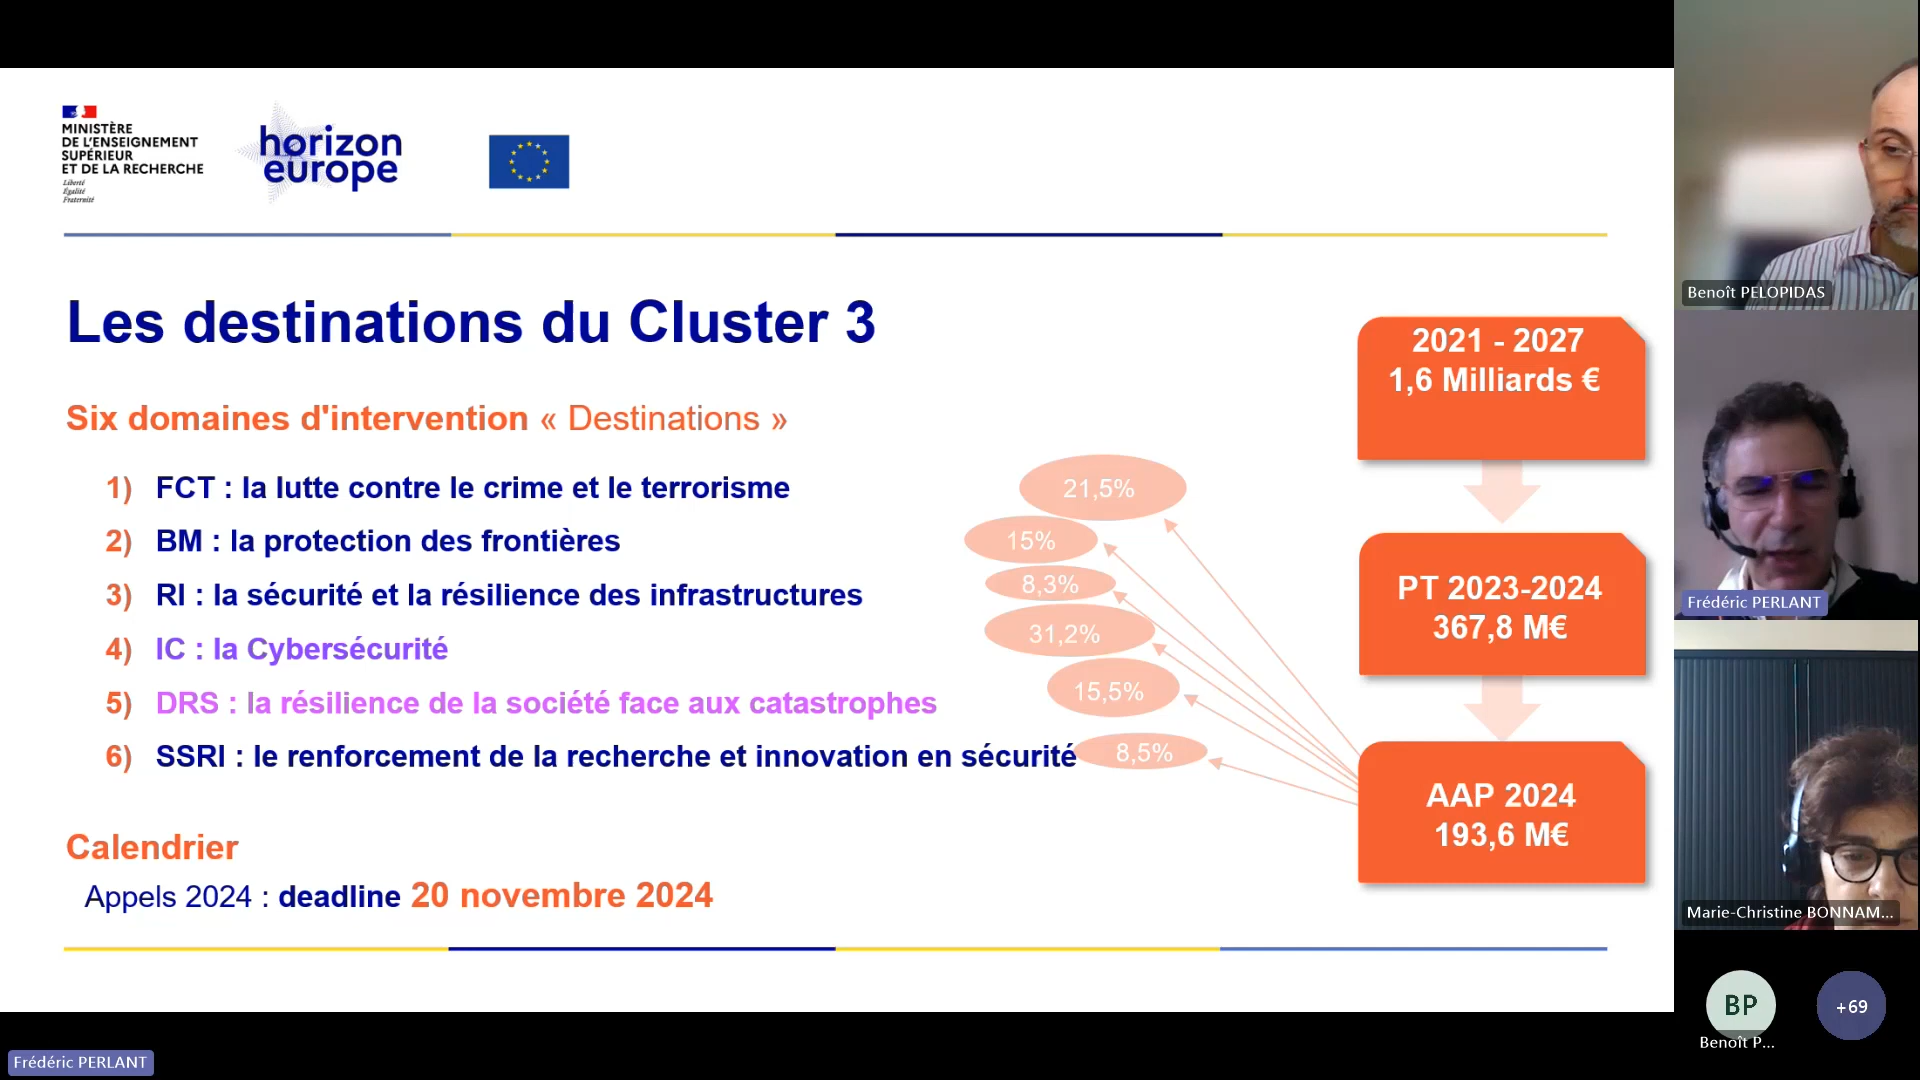 MINISTÈRE
DE L'ENSEIGNEMENT
SUPÉRIEUR
ET DE LA RECHERCHE
Liberté
Égalité
Fraternité
horizon
europe
Les destinations du Cluster 3
Six domaines d'intervention « Destinations »
1) FCT : la lutte contre le crime et le terrorisme
21,5%
2) BM : la protection des frontières
15%
3) RI : la sécurité et la résilience des infrastructures
8,3%
4) IC : la Cybersécurité
31,2%
5) DRS : la résilience de la société face aux catastrophes
15,5%
6) SSRI : le renforcement de la recherche et innovation en sécurité
8,5%
Calendrier
Appels 2024 : deadline 20 novembre 2024
2021 - 2027
1,6 Milliards €
PT 2023-2024
367,8 M€
AAP 2024
193,6 M€
Benoît PELOPIDAS
Frédéric PERLANT
Marie-Christine BONNAM...
BP
Benoît P...
+69
Frédéric PERLANT